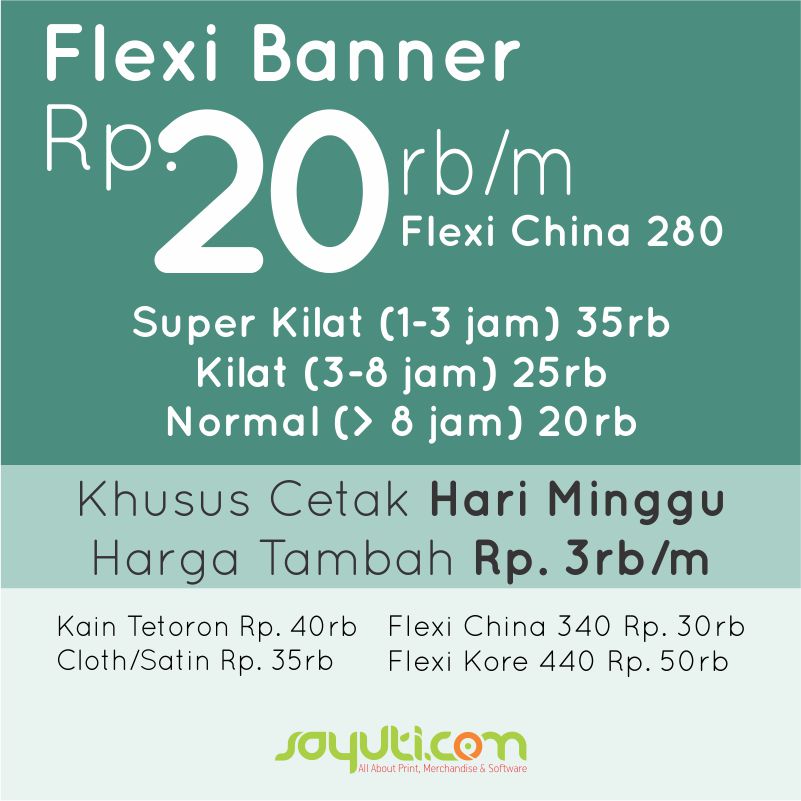 Flexi Banner
Rp. 20 rb/m
Flexi China 280
Super Kilat (1-3 jam) 35rb
Kilat (3-8 jam) 25rb
Normal (> 8 jam) 20rb
Khusus Cetak Hari Minggu
Harga Tambah Rp. 3rb/m
Kain Tetoron Rp. 40rb
Cloth/Satin Rp. 35rb
Flexi China 340 Rp. 30rb
Flexi Kore 440 Rp. 50rb
sayuti.com
All About Print, Merchandise & Software